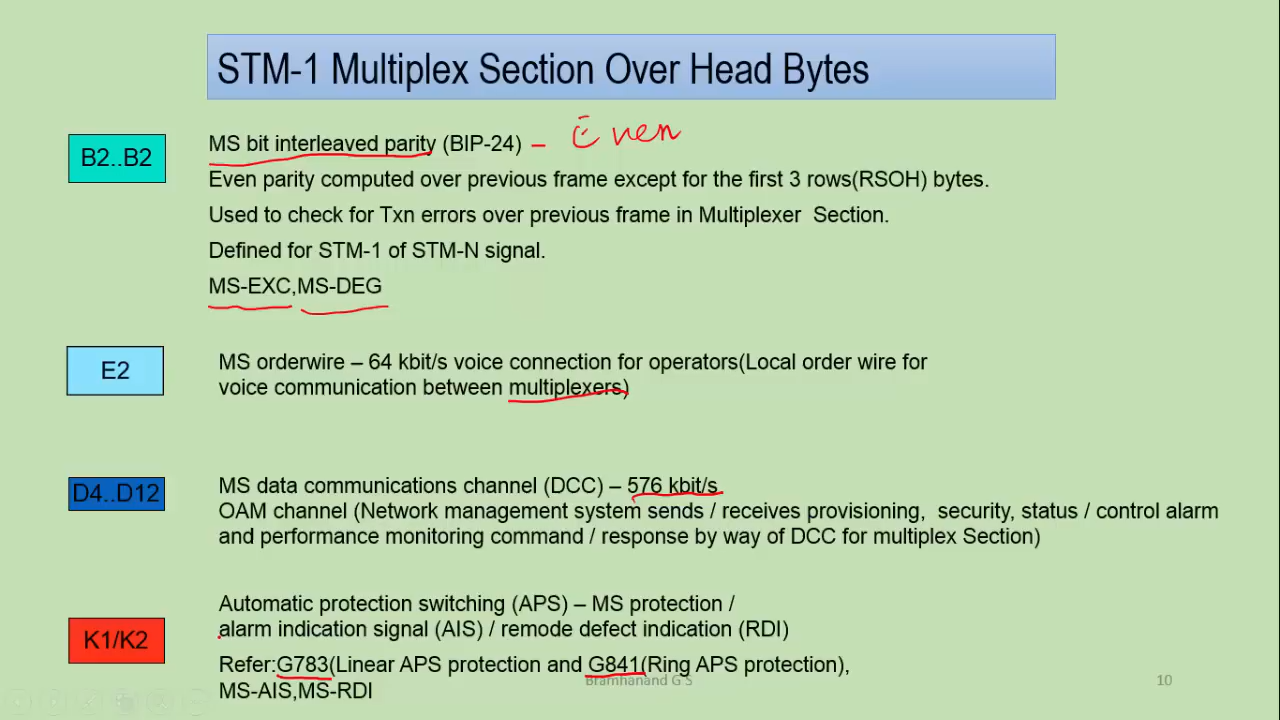 STM-1 Multiplex Section Over Head Bytes
B2..B2
MS bit interleaved parity (BIP-24) – Even
Even parity computed over previous frame except for the first 3 rows(RSOH) bytes.
Used to check for Txn errors over previous frame in Multiplexer Section.
Defined for STM-1 of STM-N signal.
MS-EXC,MS-DEG
E2
MS orderwire – 64 kbit/s voice connection for operators(Local order wire for
voice communication between multiplexers)
D4..D12
MS data communications channel (DCC) – 576 kbit/s
OAM channel (Network management system sends / receives provisioning, security, status / control alarm
and performance monitoring command / response by way of DCC for multiplex Section)
K1/K2
Automatic protection switching (APS) – MS protection /
alarm indication signal (AIS) / remode defect indication (RDI)
Refer:G783(Linear APS protection and G841(Ring APS protection),
MS-AIS,MS-RDI
Bramhanand G S
10